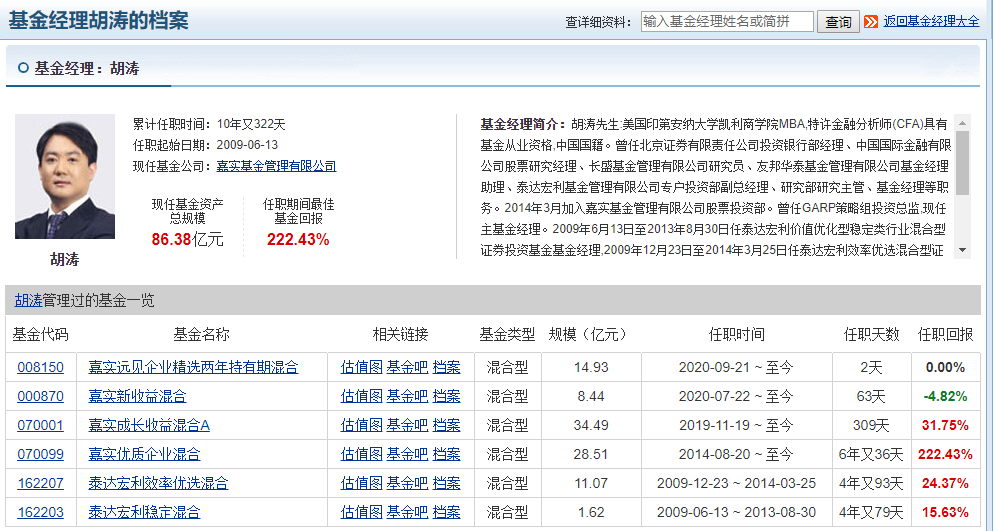 基金经理胡涛的档案
查详细资料： 输入基金经理姓名或简拼 查询 返回基金经理大全
基金经理：胡涛
累计任职时间：10年又322天
任职起始日期：2009-06-13
现任基金公司：嘉实基金管理有限公司
现任基金资产
总规模
86.38亿元
任职期间最佳
基金回报
222.43%
胡涛
基金经理简介：胡涛先生:美国印第安纳大学凯利商学院MBA,特许金融分析师(CFA)具有
基金从业资格,中国国籍。曾任北京证券有限责任公司投资银行部经理、中国国际金融有限
公司股票研究经理、长盛基金管理有限公司研究员、友邦华泰基金管理有限公司基金经理
助理、泰达宏利基金管理有限公司专户投资部副总经理、研究部研究主管、基金经理等职
务。2014年3月加入嘉实基金管理有限公司股票投资部。曾任GARP策略组投资总监,现任
主基金经理。2009年6月13日至2013年8月30日任泰达宏利价值优化型稳定类行业混合型
证券投资基金基金经理,2009年12月23日至2014年3月25日任泰达宏利效率优选混合型证
胡涛管理过的基金一览
基金代码 基金名称 相关链接 基金类型 规模（亿元） 任职时间 任职天数 任职回报
008150 嘉实远见企业精选两年持有期混合 估值图 基金吧 档案 混合型 14.93 2020-09-21 ~ 至今 2天 0.00%
000870 嘉实新收益混合 估值图 基金吧 档案 混合型 8.44 2020-07-22 ~ 至今 63天 -4.82%
070001 嘉实成长收益混合A 估值图 基金吧 档案 混合型 34.49 2019-11-19 ~ 至今 309天 31.75%
070099 嘉实优质企业混合 估值图 基金吧 档案 混合型 28.51 2014-08-20 ~ 至今 6年又36天 222.43%
162207 泰达宏利效率优选混合 估值图 基金吧 档案 混合型 11.07 2009-12-23 ~ 2014-03-25 4年又93天 24.37%
162203 泰达宏利稳定混合 估值图 基金吧 档案 混合型 1.62 2009-06-13 ~ 2013-08-30 4年又79天 15.63%